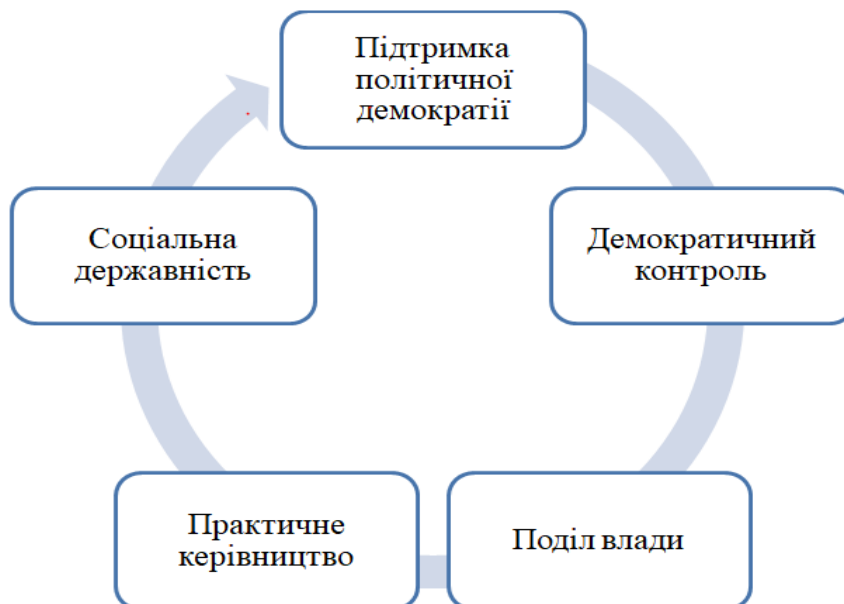 Підтримка
політичної
демократії
Демократичний
контроль
Поділ влади
Практичне
керівництво
Соціальна
державність